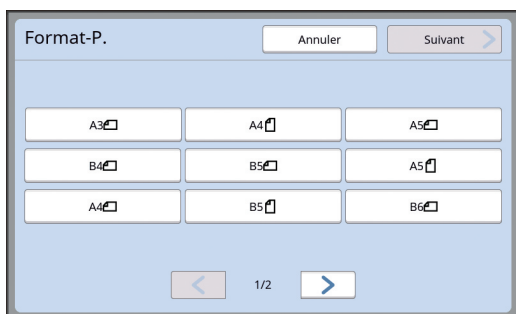 Format-P. Annuler Suivant
A3 A4 A5
B4 B5 A5
A4 B5 B6
1/2